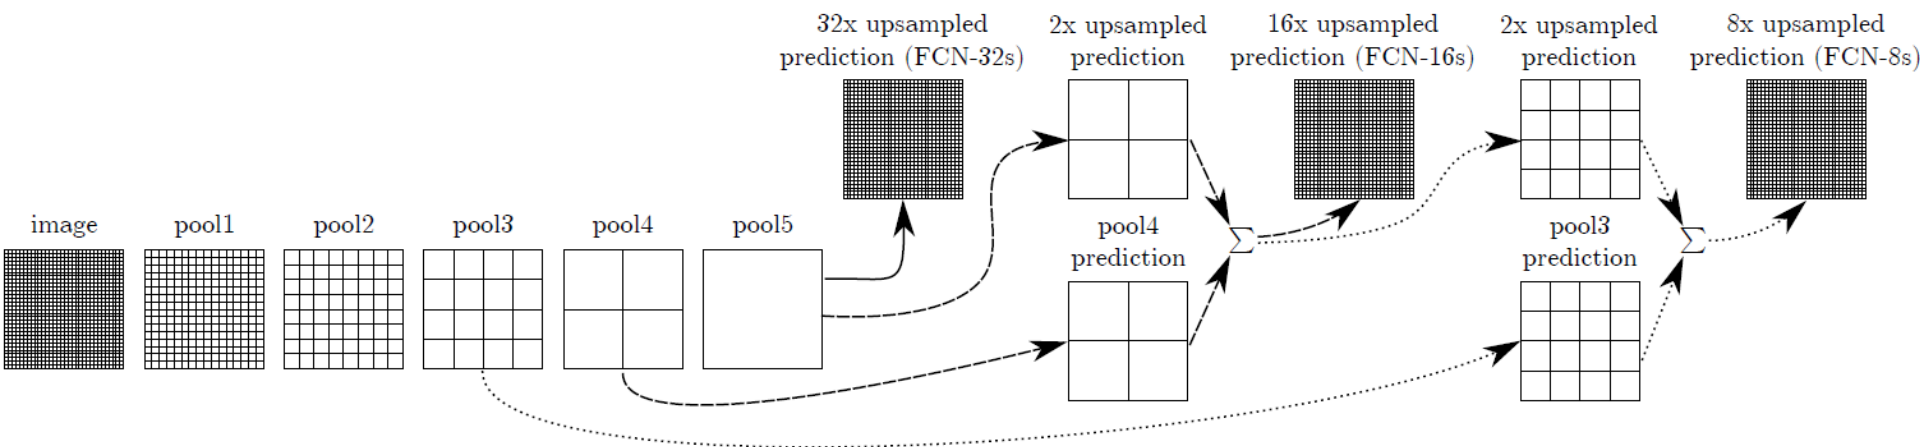 32x upsampled
prediction (FCN-32s)
2x upsampled
prediction
16x upsampled
prediction (FCN-16s)
2x upsampled
prediction
8x upsampled
prediction (FCN-8s)
image
pool1
pool2
pool3
pool4
pool5
pool4
prediction
∑
pool3
prediction
∑